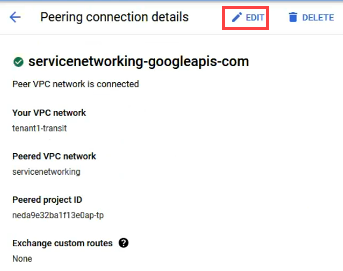 Peering connection details
EDIT
DELETE
servicenetworking-googleapis-com
Peer VPC network is connected
Your VPC network
tenant1-transit
Peered VPC network
servicenetworking
Peered project ID
neda9e32ba1f13e0ap-tp
Exchange custom routes ?
None